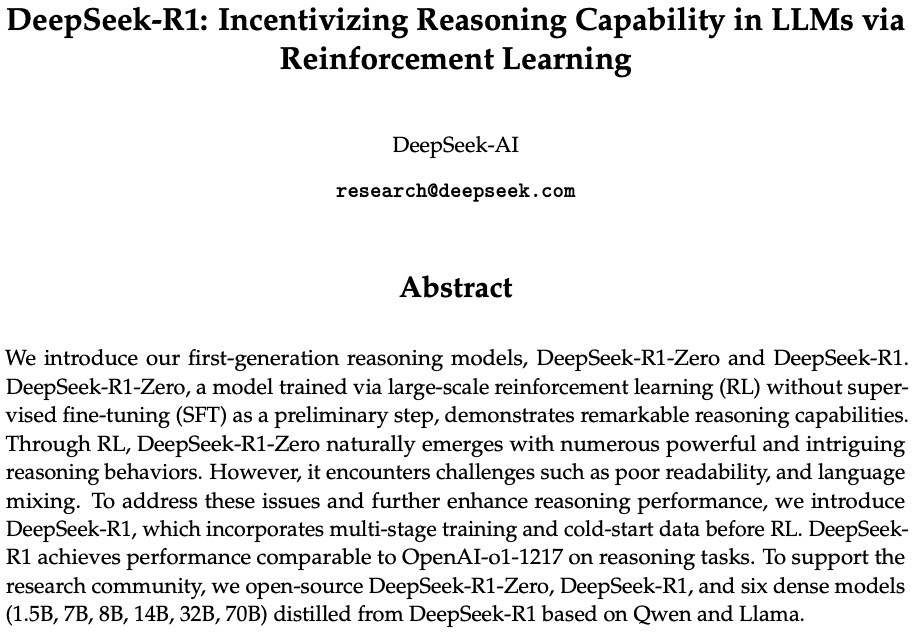 DeepSeek-R1: Incentivizing Reasoning Capability in LLMs via
Reinforcement Learning
DeepSeek-AI
research@deepseek.com
Abstract
We introduce our first-generation reasoning models, DeepSeek-R1-Zero and DeepSeek-R1.
DeepSeek-R1-Zero, a model trained via large-scale reinforcement learning (RL) without super-
vised fine-tuning (SFT) as a preliminary step, demonstrates remarkable reasoning capabilities.
Through RL, DeepSeek-R1-Zero naturally emerges with numerous powerful and intriguing
reasoning behaviors. However, it encounters challenges such as poor readability, and language
mixing. To address these issues and further enhance reasoning performance, we introduce
DeepSeek-R1, which incorporates multi-stage training and cold-start data before RL. DeepSeek-
R1 achieves performance comparable to OpenAI-o1-1217 on reasoning tasks. To support the
research community, we open-source DeepSeek-R1-Zero, DeepSeek-R1, and six dense models
(1.5B, 7B, 8B, 14B, 32B, 70B) distilled from DeepSeek-R1 based on Qwen and Llama.